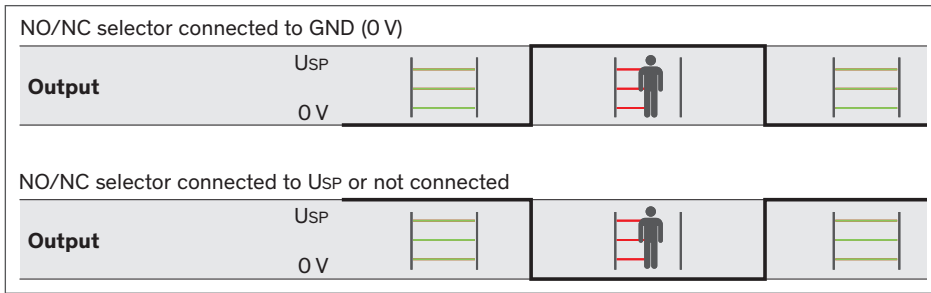 NO/NC selector connected to GND (0 V)
USP
Output
0 V
NO/NC selector connected to USP or not connected
USP
Output
0 V